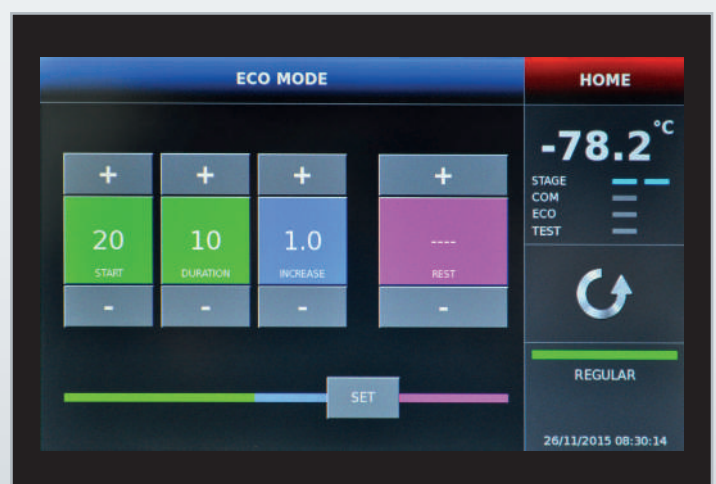 ECO MODE
HOME
-78.2 °C
STAGE
COM
ECO
TEST
+ + + +
20 10 1.0 ----
START DURATION INCREASE REST
- - - -
SET
REGULAR
26/11/2015 08:30:14